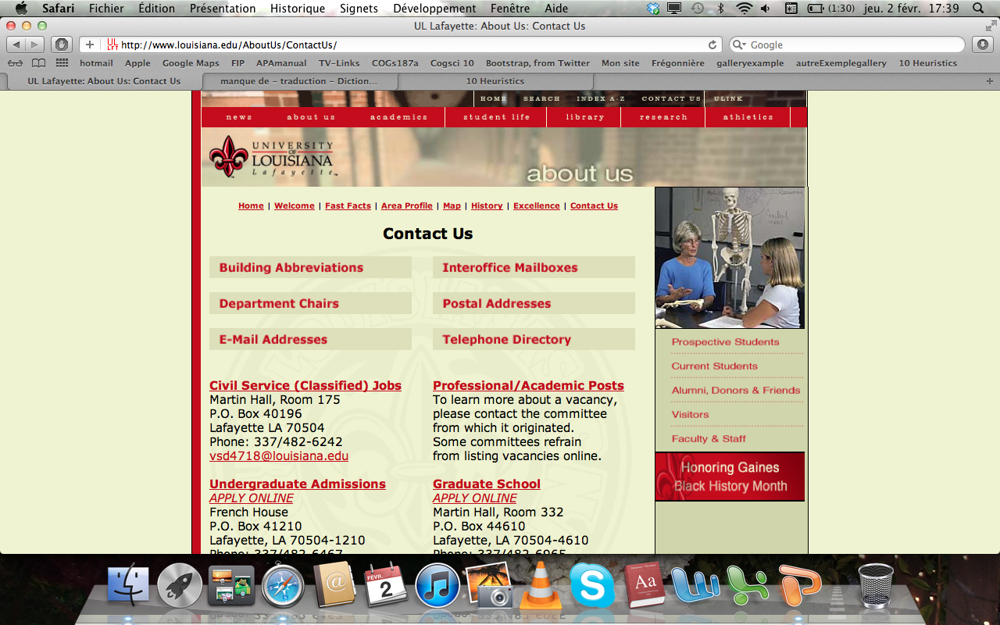 Safari Fichier Édition Présentation Historique Signets Développement Fenêtre Aide (1:30) jeu. 2 févr. 17:39
UL Lafayette: About Us: Contact Us
UL LFT http://www.louisiana.edu/AboutUs/ContactUs/ Google
hotmail Apple Google Maps FIP APAmanual TV-Links COGs187a Cogsci 10 Bootstrap, from Twitter Mon site Frégonnière galleryexample autreExemplegallery 10 Heuristics
UL Lafayette: About Us: Contact Us manque de – traduction – Diction... 10 Heuristics
HOME SEARCH INDEX A-Z CONTACT US ULINK
news about us academics student life library research athletics
UNIVERSITY
OF
LOUISIANA
Lafayette™
about us
Home | Welcome | Fast Facts | Area Profile | Map | History | Excellence | Contact Us
Contact Us
Building Abbreviations
Interoffice Mailboxes
Department Chairs
Postal Addresses
E-Mail Addresses
Telephone Directory
Civil Service (Classified) Jobs
Martin Hall, Room 175
P.O. Box 40196
Lafayette LA 70504
Phone: 337/482-6242
vsd4718@louisiana.edu
Professional/Academic Posts
To learn more about a vacancy,
please contact the committee
from which it originated.
Some committees refrain
from listing vacancies online.
Undergraduate Admissions
APPLY ONLINE
French House
P.O. Box 41210
Lafayette, LA 70504-1210
Phone: 337/482-6467
Graduate School
APPLY ONLINE
Martin Hall, Room 332
P.O. Box 44610
Lafayette, LA 70504-4610
Phone: 337/482-6965
Prospective Students
Current Students
Alumni, Donors & Friends
Visitors
Faculty & Staff
Honoring Gaines
Black History Month
FÉVR.
2
Aa